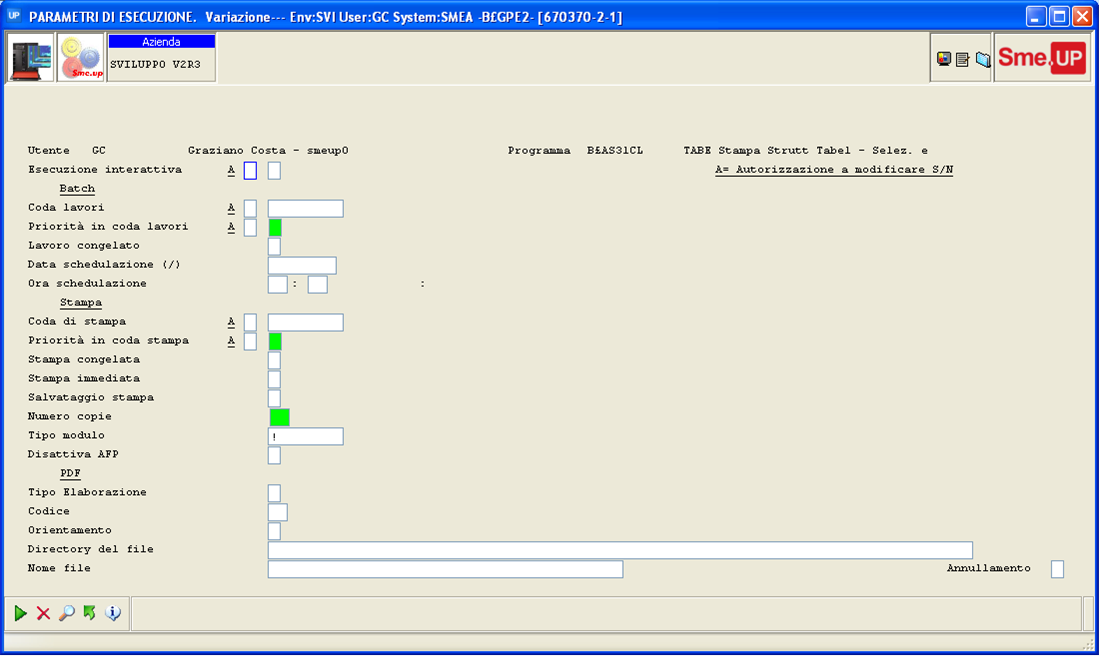 UP PARAMETRI DI ESECUZIONE. Variazione--- Env:SVI User:GC System:SMEA -B£GPE2- [670370-2-1]
Azienda
Sme.up
SVILUPPO V2R3
Sme.UP
Utente GC Graziano Costa - smeup0 Programma B£AS31CL TABE Stampa Strutt Tabel - Selez. e
Esecuzione interattiva A A= Autorizzazione a modificare S/N
Batch
Coda lavori A
Priorità in coda lavori A
Lavoro congelato
Data schedulazione (/)
Ora schedulazione : :
Stampa
Coda di stampa A
Priorità in coda stampa A
Stampa congelata
Stampa immediata
Salvataggio stampa
Numero copie
Tipo modulo !
Disattiva AFP
PDF
Tipo Elaborazione
Codice
Orientamento
Directory del file
Nome file Annullamento